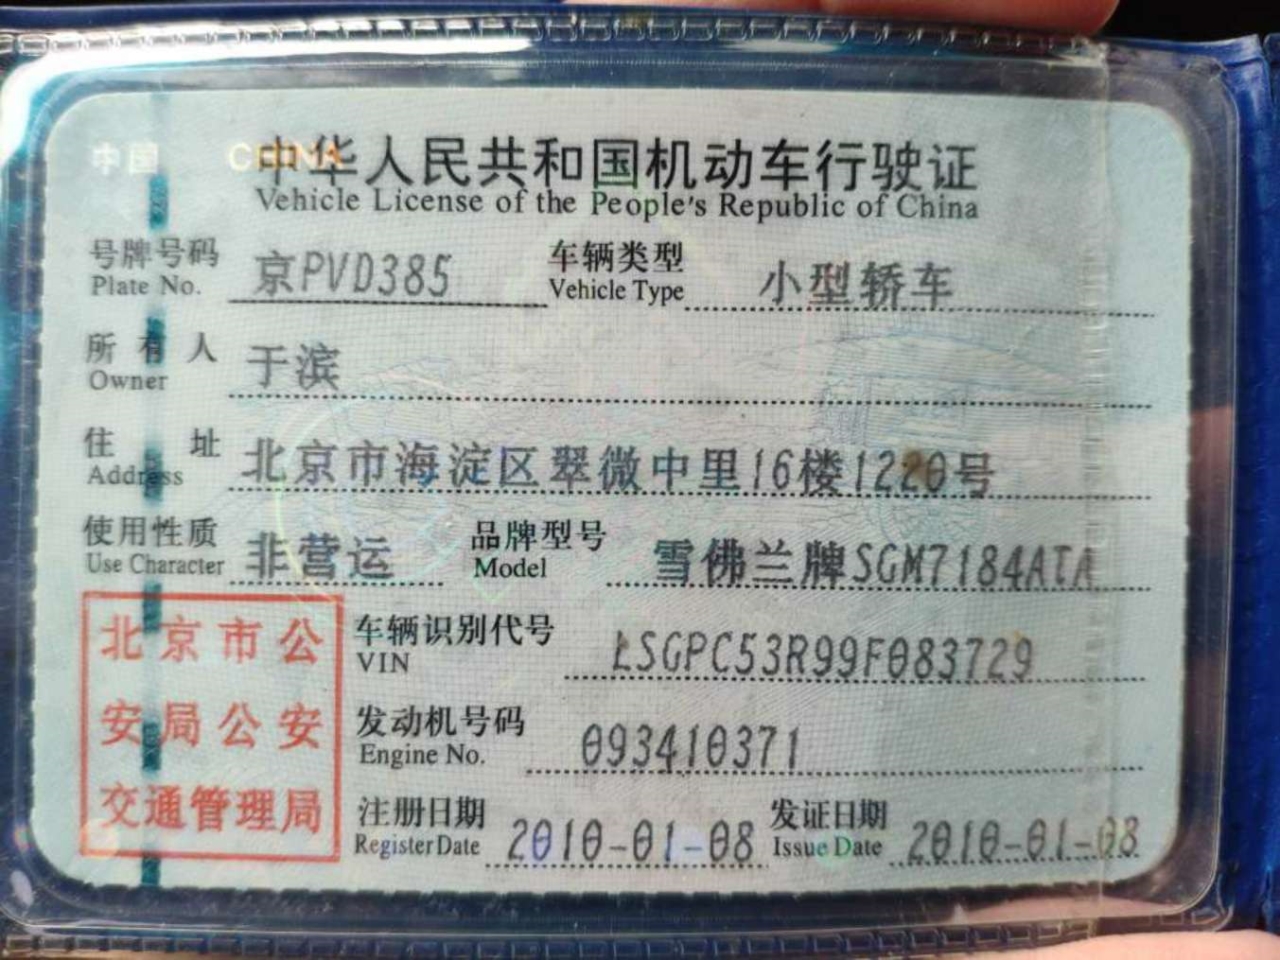 中国 CHINA
中华人民共和国机动车行驶证
Vehicle License of the People's Republic of China
号牌号码 京PVD385 车辆类型 小型轿车
Plate No. Vehicle Type
所有人 于滨
Owner
住址 北京市海淀区翠微中里16楼1220号
Address
使用性质 非营运 品牌型号 雪佛兰牌SGM7184ATA
Use Character Model
北京市公
安局公安
交通管理局
车辆识别代号 LSGPC53R99F083729
VIN
发动机号码 093410371
Engine No.
注册日期 2010-01-08 发证日期 2010-01-08
Register Date Issue Date